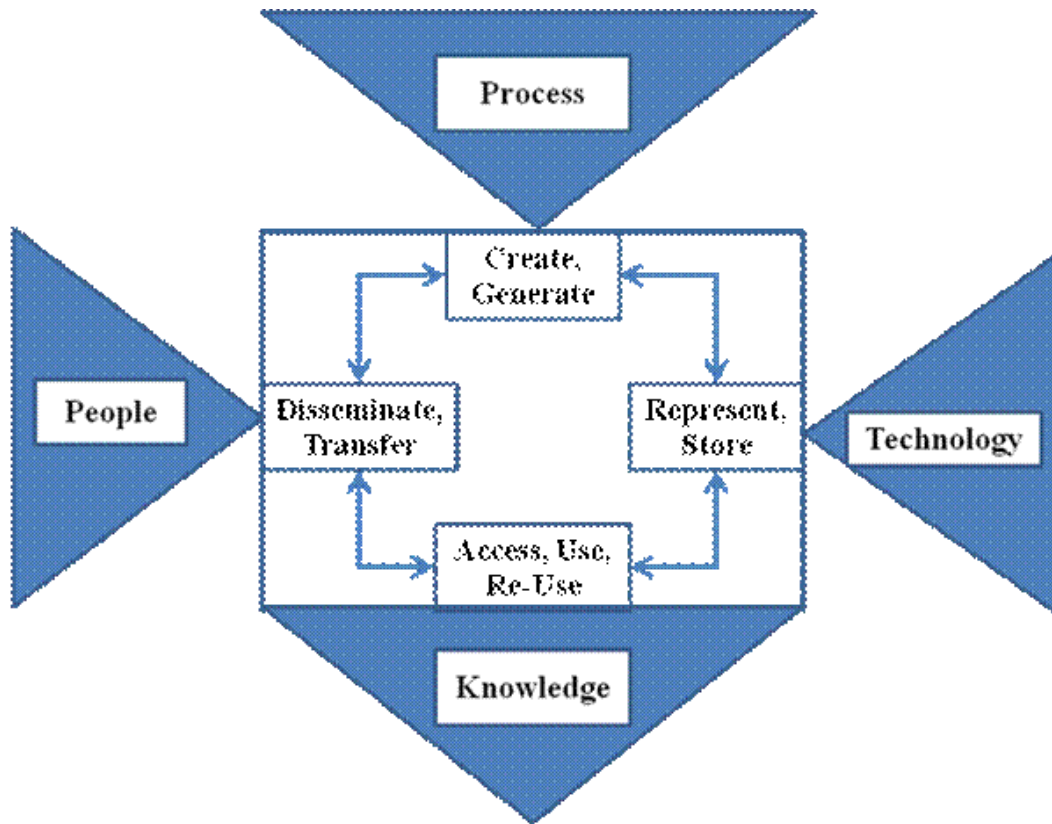 Process
Create,
Generate
People
Disseminate,
Transfer
Represent,
Store
Technology
Access, Use,
Re-Use
Knowledge